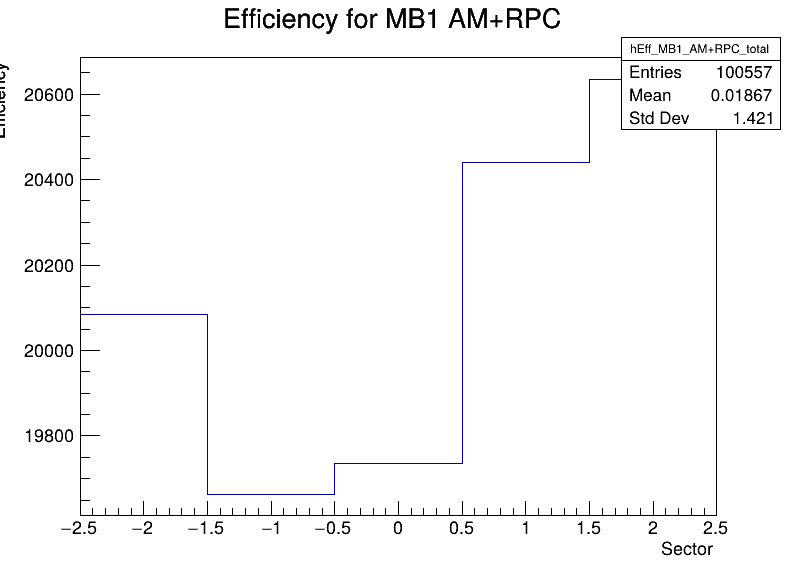 Efficiency for MB1 AM+RPC
hEff_MB1_AM+RPC_total
Entries 100557
Mean 0.01867
Std Dev 1.421
Efficiency
20600
20400
20200
20000
19800
−2.5 −2 −1.5 −1 −0.5 0 0.5 1 1.5 2 2.5
Sector